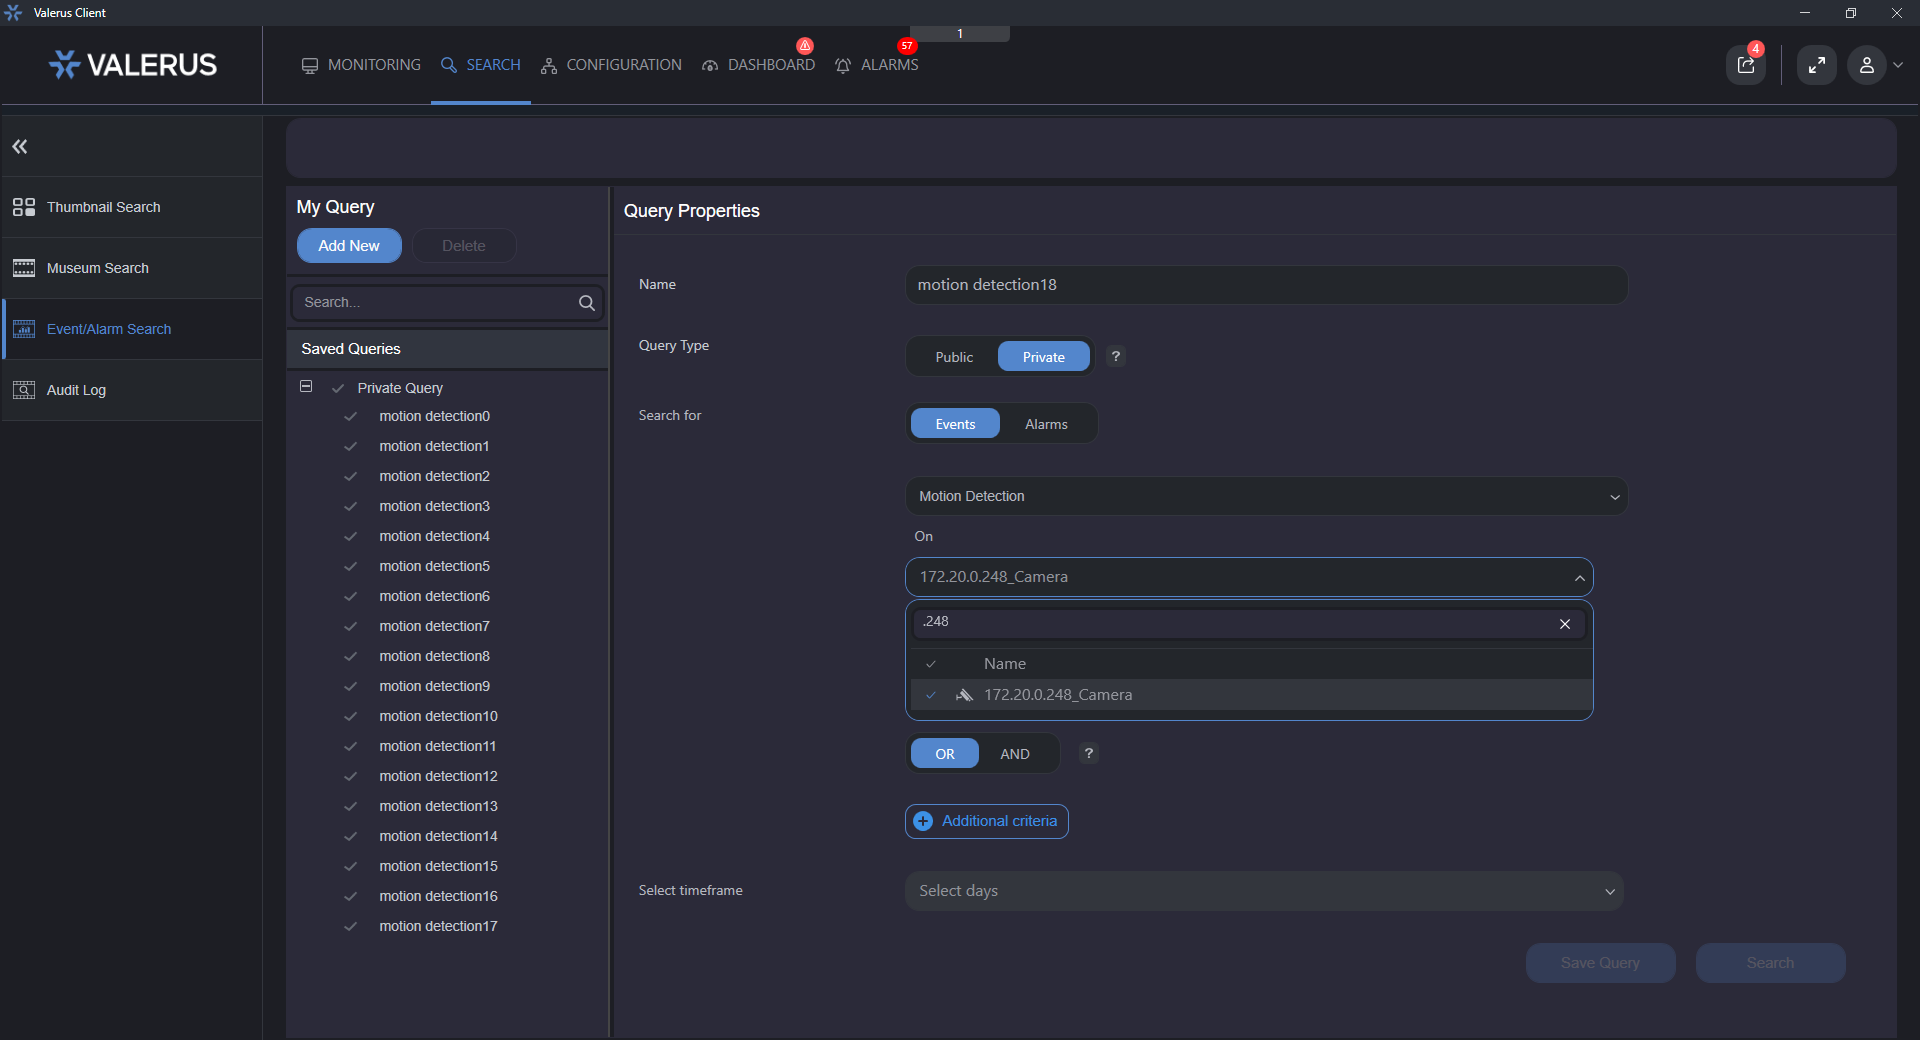 Valerus Client
1
VALERUS
MONITORING
SEARCH
CONFIGURATION
DASHBOARD
57
ALARMS
4
Thumbnail Search
Museum Search
Event/Alarm Search
Audit Log
My Query
Add New
Delete
Search...
Saved Queries
Private Query
motion detection0
motion detection1
motion detection2
motion detection3
motion detection4
motion detection5
motion detection6
motion detection7
motion detection8
motion detection9
motion detection10
motion detection11
motion detection12
motion detection13
motion detection14
motion detection15
motion detection16
motion detection17
Query Properties
Name
motion detection18
Query Type
Public
Private
?
Search for
Events
Alarms
Motion Detection
On
172.20.0.248_Camera
.248
Name
172.20.0.248_Camera
OR
AND
?
Additional criteria
Select timeframe
Select days
Save Query
Search